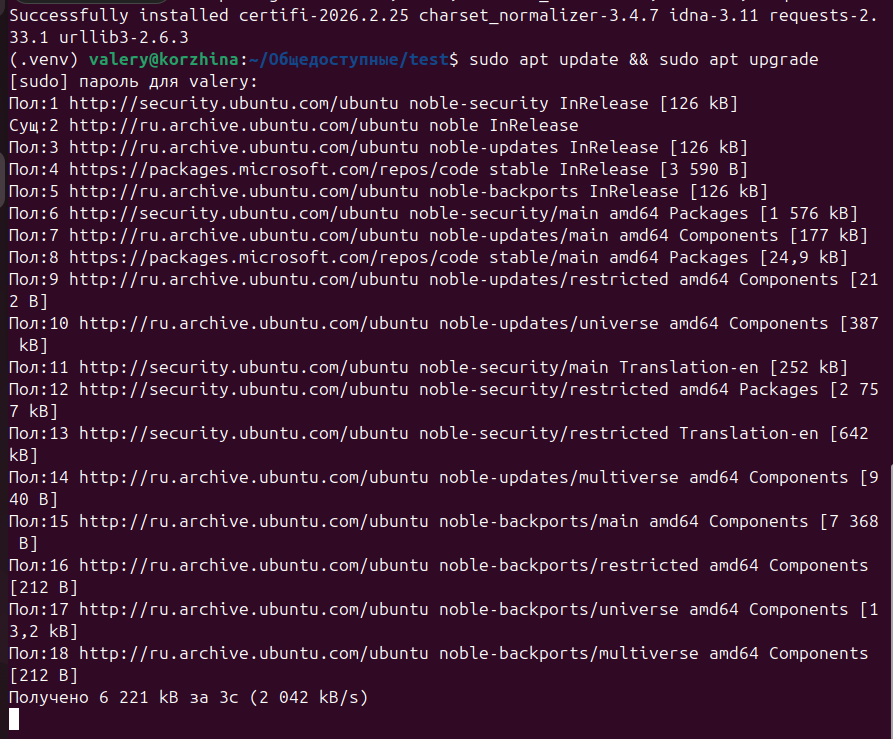 Successfully installed certifi-2026.2.25 charset_normalizer-3.4.7 idna-3.11 requests-2.
33.1 urllib3-2.6.3
(.venv) valery@korzhina:~/Общедоступные/test$ sudo apt update && sudo apt upgrade
[sudo] пароль для valery:
Пол:1 http://security.ubuntu.com/ubuntu noble-security InRelease [126 kB]
Сущ:2 http://ru.archive.ubuntu.com/ubuntu noble InRelease
Пол:3 http://ru.archive.ubuntu.com/ubuntu noble-updates InRelease [126 kB]
Пол:4 https://packages.microsoft.com/repos/code stable InRelease [3 590 B]
Пол:5 http://ru.archive.ubuntu.com/ubuntu noble-backports InRelease [126 kB]
Пол:6 http://security.ubuntu.com/ubuntu noble-security/main amd64 Packages [1 576 kB]
Пол:7 http://ru.archive.ubuntu.com/ubuntu noble-updates/main amd64 Components [177 kB]
Пол:8 https://packages.microsoft.com/repos/code stable/main amd64 Packages [24,9 kB]
Пол:9 http://ru.archive.ubuntu.com/ubuntu noble-updates/restricted amd64 Components [21
2 B]
Пол:10 http://ru.archive.ubuntu.com/ubuntu noble-updates/universe amd64 Components [387
 kB]
Пол:11 http://security.ubuntu.com/ubuntu noble-security/main Translation-en [252 kB]
Пол:12 http://security.ubuntu.com/ubuntu noble-security/restricted amd64 Packages [2 75
7 kB]
Пол:13 http://security.ubuntu.com/ubuntu noble-security/restricted Translation-en [642
kB]
Пол:14 http://ru.archive.ubuntu.com/ubuntu noble-updates/multiverse amd64 Components [9
40 B]
Пол:15 http://ru.archive.ubuntu.com/ubuntu noble-backports/main amd64 Components [7 368
 B]
Пол:16 http://ru.archive.ubuntu.com/ubuntu noble-backports/restricted amd64 Components
[212 B]
Пол:17 http://ru.archive.ubuntu.com/ubuntu noble-backports/universe amd64 Components [1
3,2 kB]
Пол:18 http://ru.archive.ubuntu.com/ubuntu noble-backports/multiverse amd64 Components
[212 B]
Получено 6 221 kB за 3с (2 042 kB/s)